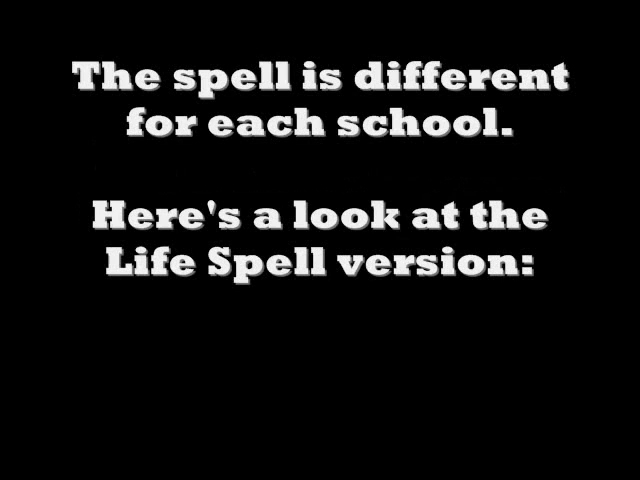 The spell is different
for each school.
Here's a look at the
Life Spell version: